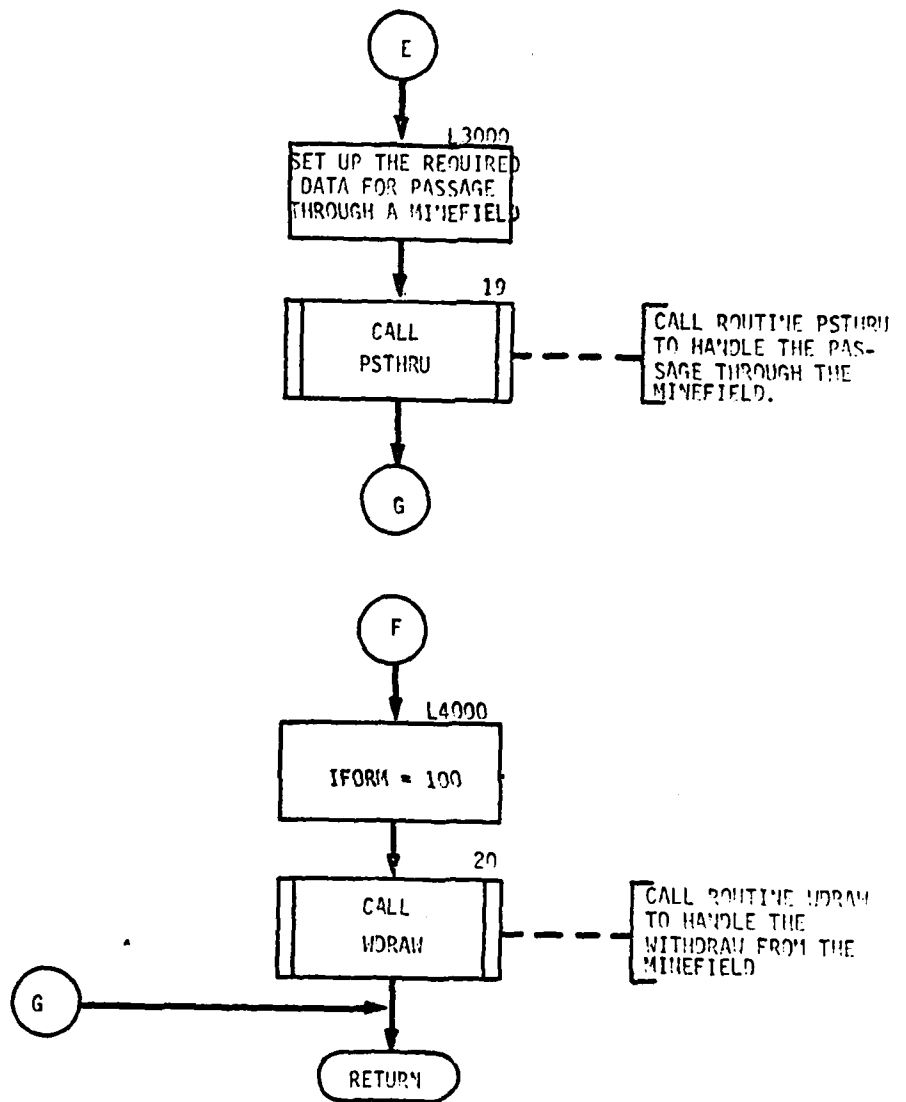 E
L3000
SET UP THE REQUIRED
DATA FOR PASSAGE
THROUGH A MINEFIELD
19
CALL
PSTHRU
CALL ROUTINE PSTHRU
TO HANDLE THE PAS-
SAGE THROUGH THE
MINEFIELD.
G
F
L4000
IFORM = 100
20
CALL
WDRAW
CALL ROUTINE WDRAW
TO HANDLE THE
WITHDRAW FROM THE
MINEFIELD
G
RETURN